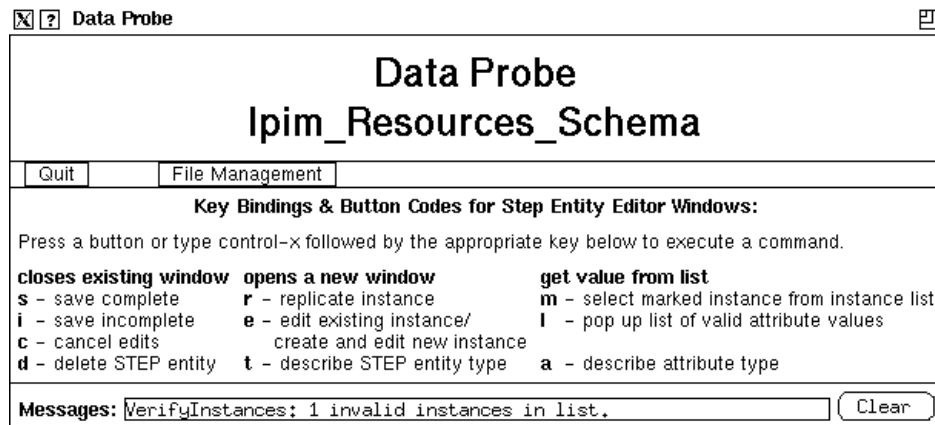 Data Probe
Data Probe
Ipim_Resources_Schema
Quit File Management
Key Bindings & Button Codes for Step Entity Editor Windows:
Press a button or type control-x followed by the appropriate key below to execute a command.
closes existing window opens a new window get value from list
s - save complete r - replicate instance m - select marked instance from instance list
i - save incomplete e - edit existing instance/ l - pop up list of valid attribute values
c - cancel edits create and edit new instance
d - delete STEP entity t - describe STEP entity type a - describe attribute type
Messages: VerifyInstances: 1 invalid instances in list. Clear